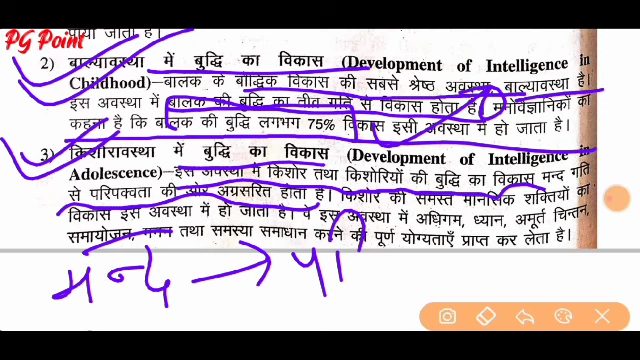 पाया जाता है।
PG Point
2) बाल्यावस्था में बुद्धि का विकास (Development of Intelligence in
Childhood)–बालक के बौद्धिक विकास की सबसे श्रेष्ठ अवस्था बाल्यावस्था है।
इस अवस्था में बालक की बुद्धि का तीव्र गति से विकास होता है। मनोवैज्ञानिकों का
कहना है कि बालक की बुद्धि लगभग 75% विकास इसी अवस्था में हो जाता है।
3) किशोरावस्था में बुद्धि का विकास (Development of Intelligence in
Adolescence)–इस अवस्था में किशोर तथा किशोरियों की बुद्धि का विकास मन्द गति
से परिपक्वता की ओर अग्रसरित होता है। किशोर की समस्त मानसिक शक्तियों का
विकास इस अवस्था में हो जाता है। वे इस अवस्था में अधिगम, ध्यान, अमूर्त चिन्तन,
समायोजन, मनन तथा समस्या समाधान करने की पूर्ण योग्यताएँ प्राप्त कर लेता है।
मन्द →